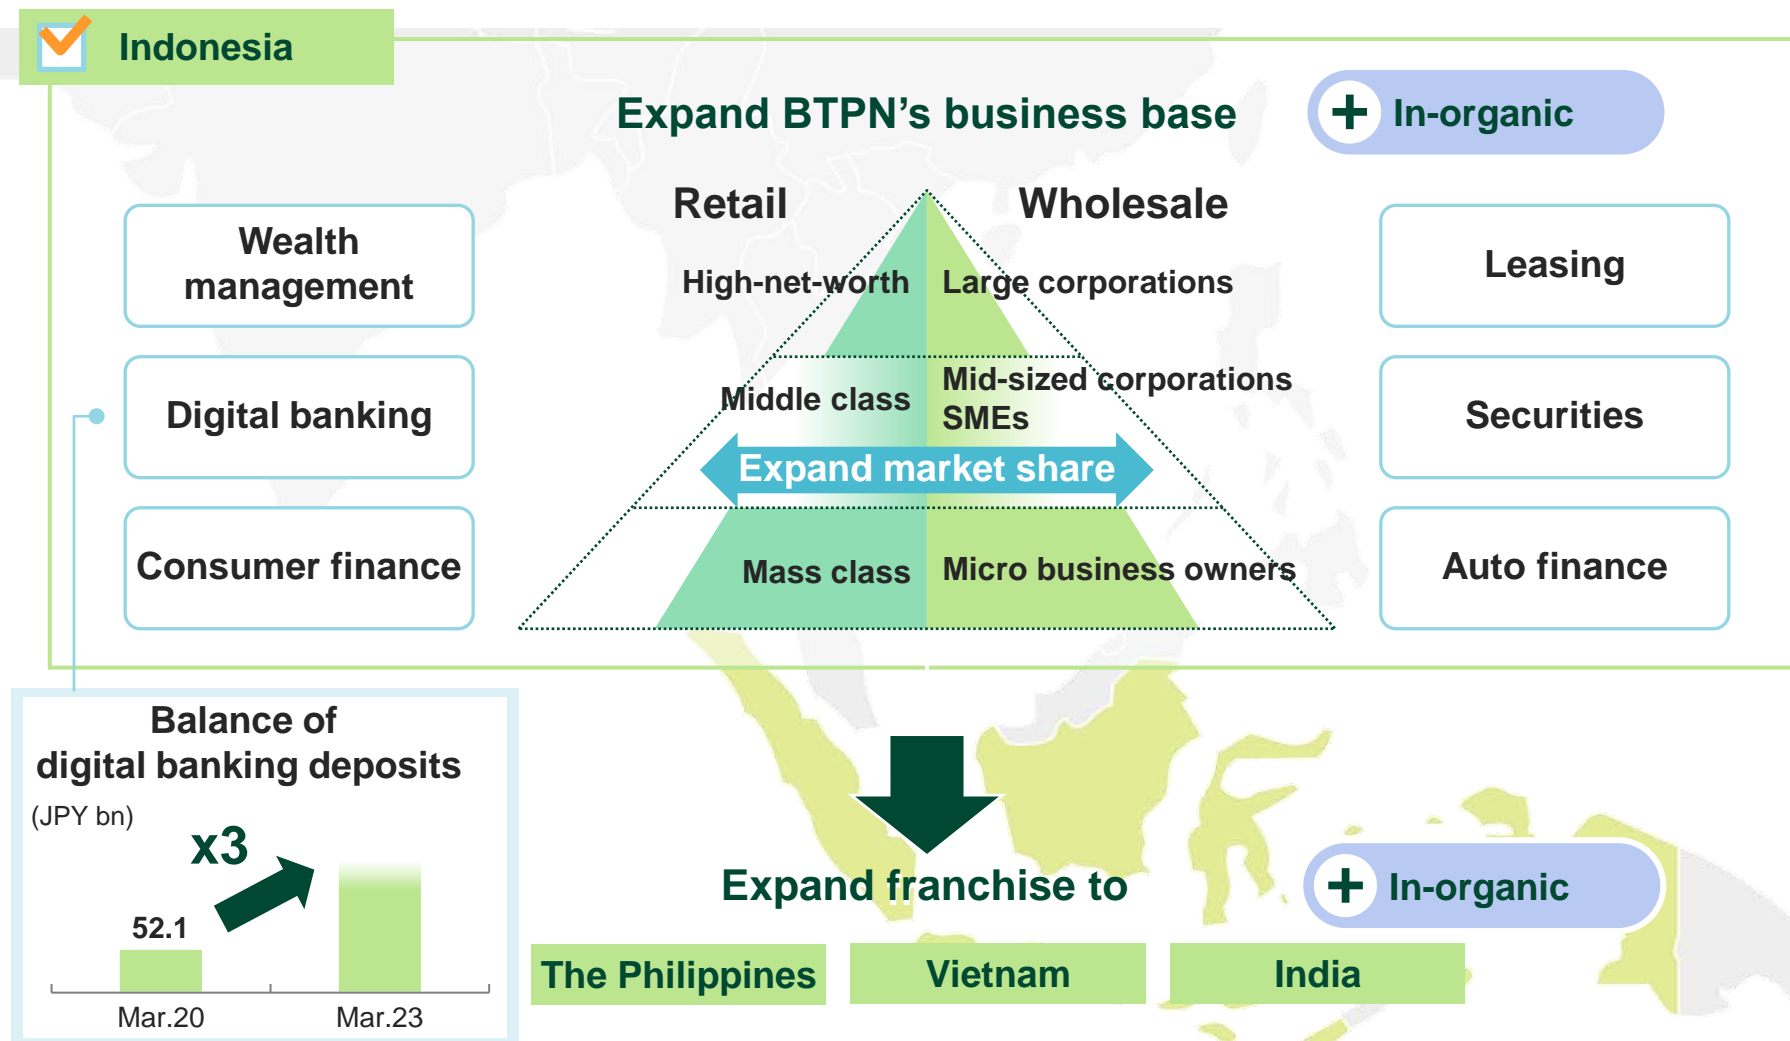 Indonesia
Expand BTPN's business base
+ In-organic
Retail
Wholesale
Wealth
management
Digital banking
Consumer finance
High-net-worth
Large corporations
Middle class
Mid-sized corporations
SMEs
Expand market share
Mass class
Micro business owners
Leasing
Securities
Auto finance
Balance of
digital banking deposits
(JPY bn)
x3
52.1
Mar.20
Mar.23
Expand franchise to
+ In-organic
The Philippines
Vietnam
India